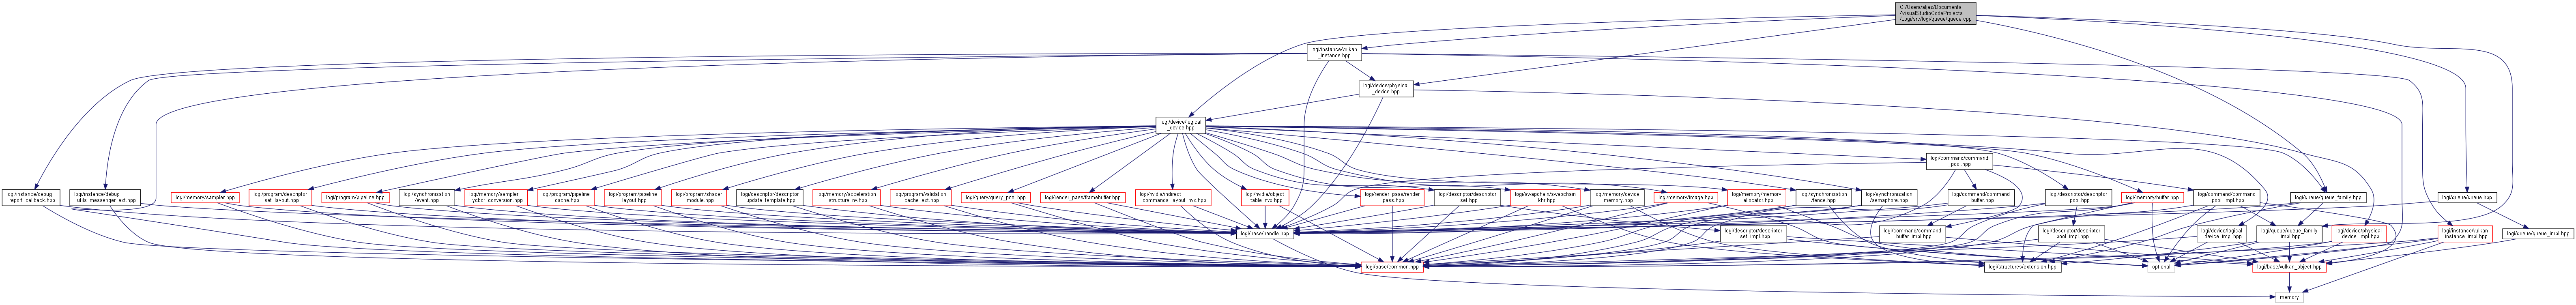 C:/Users/aljaz/Documents
/VisualStudioCodeProjects
/Logi/src/logi/queue/queue.cpp
logi/instance/vulkan
_instance.hpp
logi/device/physical
_device.hpp
logi/device/logical
_device.hpp
logi/command/command
_pool.hpp
logi/instance/debug
_report_callback.hpp
logi/instance/debug
_utils_messenger_ext.hpp
logi/memory/sampler.hpp
logi/program/descriptor
_set_layout.hpp
logi/program/pipeline.hpp
logi/synchronization
/event.hpp
logi/memory/sampler
_ycbcr_conversion.hpp
logi/program/pipeline
_cache.hpp
logi/program/pipeline
_layout.hpp
logi/program/shader
_module.hpp
logi/descriptor/descriptor
_update_template.hpp
logi/memory/acceleration
_structure_nv.hpp
logi/program/validation
_cache_ext.hpp
logi/query/query_pool.hpp
logi/render_pass/framebuffer.hpp
logi/nvidia/indirect
_commands_layout_nvx.hpp
logi/nvidia/object
_table_nvx.hpp
logi/render_pass/render
_pass.hpp
logi/descriptor/descriptor
_set.hpp
logi/swapchain/swapchain
_khr.hpp
logi/memory/device
_memory.hpp
logi/memory/image.hpp
logi/memory/memory
_allocator.hpp
logi/synchronization
/fence.hpp
logi/synchronization
/semaphore.hpp
logi/command/command
_buffer.hpp
logi/descriptor/descriptor
_pool.hpp
logi/memory/buffer.hpp
logi/command/command
_pool_impl.hpp
logi/queue/queue_family.hpp
logi/queue/queue.hpp
logi/base/handle.hpp
logi/descriptor/descriptor
_set_impl.hpp
logi/command/command
_buffer_impl.hpp
logi/descriptor/descriptor
_pool_impl.hpp
logi/device/logical
_device_impl.hpp
logi/queue/queue_family
_impl.hpp
logi/device/physical
_device_impl.hpp
logi/instance/vulkan
_instance_impl.hpp
logi/queue/queue_impl.hpp
logi/base/common.hpp
logi/structures/extension.hpp
optional
logi/base/vulkan_object.hpp
memory